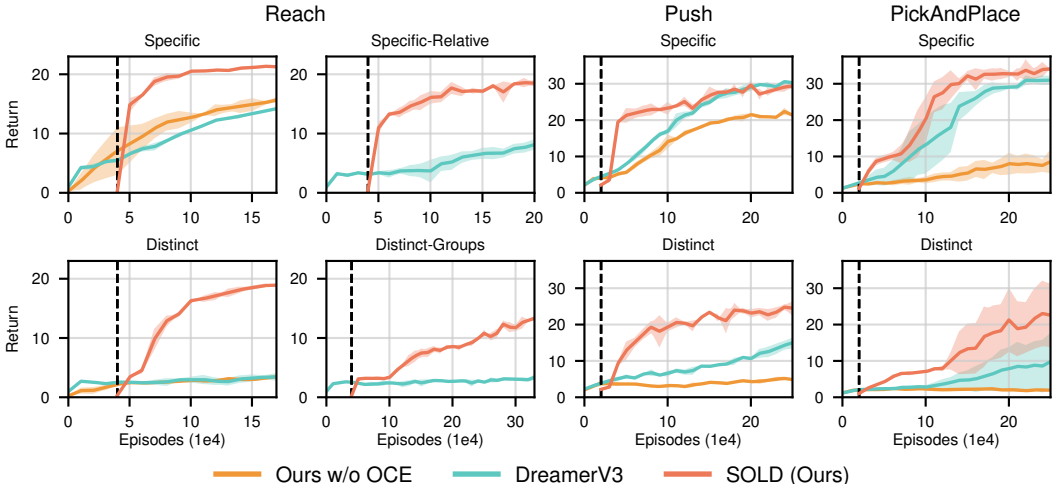 Reach Push PickAndPlace
Specific Specific-Relative Specific Specific
Return
20
10
0
0 5 10 15
20
10
0
0 5 10 15 20
30
20
10
0
0 10 20
30
20
10
0
0 10 20
Distinct Distinct-Groups Distinct Distinct
Return
20
10
0
0 5 10 15
20
10
0
0 10 20 30
30
20
10
0
0 10 20
30
20
10
0
0 10 20
Episodes (1e4) Episodes (1e4) Episodes (1e4) Episodes (1e4)
Ours w/o OCE DreamerV3 SOLD (Ours)